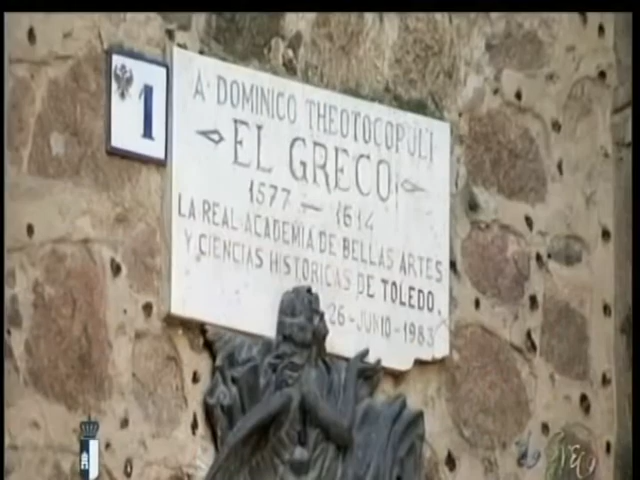 1
A DOMINICO THEOTOCOPULI
EL GRECO
1577 - 1614
LA REAL ACADEMIA DE BELLAS ARTES
Y CIENCIAS HISTORICAS DE TOLEDO.
26-JUNIO-1983